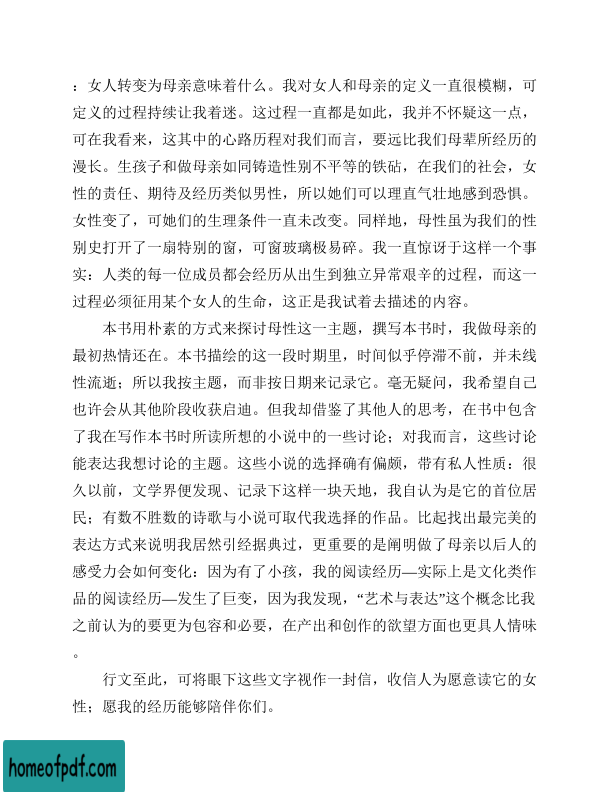 ：女人转变为母亲意味着什么。我对女人和母亲的定义一直很模糊，可
定义的过程持续让我着迷。这过程一直都是如此，我并不怀疑这一点，
可在我看来，这其中的心路历程对我们而言，要远比我们母辈所经历的
漫长。生孩子和做母亲如同铸造性别不平等的铁砧，在我们的社会，女
性的责任、期待及经历类似男性，所以她们可以理直气壮地感到恐惧。
女性变了，可她们的生理条件一直未改变。同样地，母性虽为我们的性
别史打开了一扇特别的窗，可窗玻璃极易碎。我一直惊讶于这样一个事
实：人类的每一位成员都会经历从出生到独立异常艰辛的过程，而这一
过程必须征用某个女人的生命，这正是我试着去描述的内容。
本书用朴素的方式来探讨母性这一主题，撰写本书时，我做母亲的
最初热情还在。本书描绘的这一段时期里，时间似乎停滞不前，并未线
性流逝；所以我按主题，而非按日期来记录它。毫无疑问，我希望自己
也许会从其他阶段收获启迪。但我却借鉴了其他人的思考，在书中包含
了我在写作本书时所读所想的小说中的一些讨论；对我而言，这些讨论
能表达我想讨论的主题。这些小说的选择确有偏颇，带有私人性质：很
久以前，文学界便发现、记录下这样一块天地，我自认为是它的首位居
民；有数不胜数的诗歌与小说可取代我选择的作品。比起找出最完美的
表达方式来说明我居然引经据典过，更重要的是阐明做了母亲以后人的
感受力会如何变化：因为有了小孩，我的阅读经历—实际上是文化类作
品的阅读经历—发生了巨变，因为我发现，“艺术与表达”这个概念比我
之前认为的要更为包容和必要，在产出和创作的欲望方面也更具人情味
。
行文至此，可将眼下这些文字视作一封信，收信人为愿意读它的女
性；愿我的经历能够陪伴你们。
homeofpdf.com